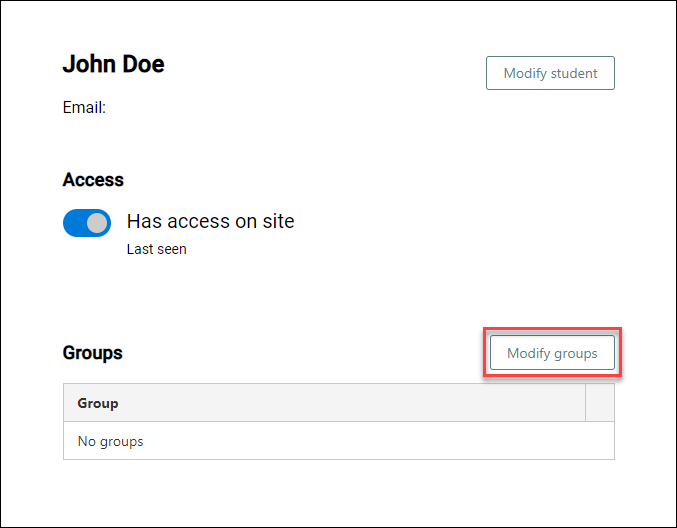 John Doe
Modify student
Email:
Access
Has access on site
Last seen
Groups
Modify groups
Group
No groups